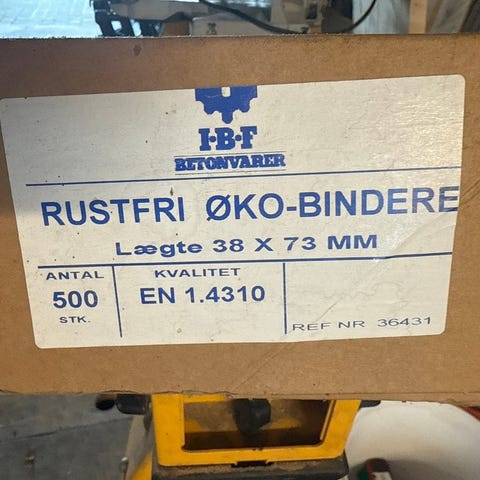 I·B·F
BETONVARER
RUSTFRI ØKO-BINDERE
Lægte 38 X 73 MM
ANTAL
500
STK.
KVALITET
EN 1.4310
REF NR 36431